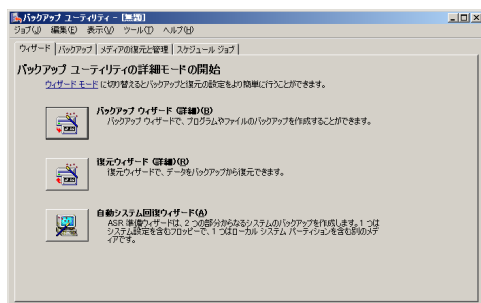 バックアップ ユーティリティ - [無題]
ジョブ(J) 編集(E) 表示(V) ツール(T) ヘルプ(H)
ウィザード バックアップ メディアの復元と管理 スケジュール ジョブ
バックアップ ユーティリティの詳細モードの開始
ウィザード モードに切り替えるとバックアップと復元の設定をより簡単に行うことができます。
バックアップ ウィザード (詳細)(B)
バックアップ ウィザードで、プログラムやファイルのバックアップを作成することができます。
復元ウィザード (詳細)(R)
復元ウィザードで、データをバックアップから復元できます。
自動システム回復ウィザード(A)
ASR 準備ウィザードは、2 つの部分からなるシステムのバックアップを作成します。1 つは
システム設定を含むフロッピーで、1 つはローカル システム パーティションを含む別のメデ
ィアです。